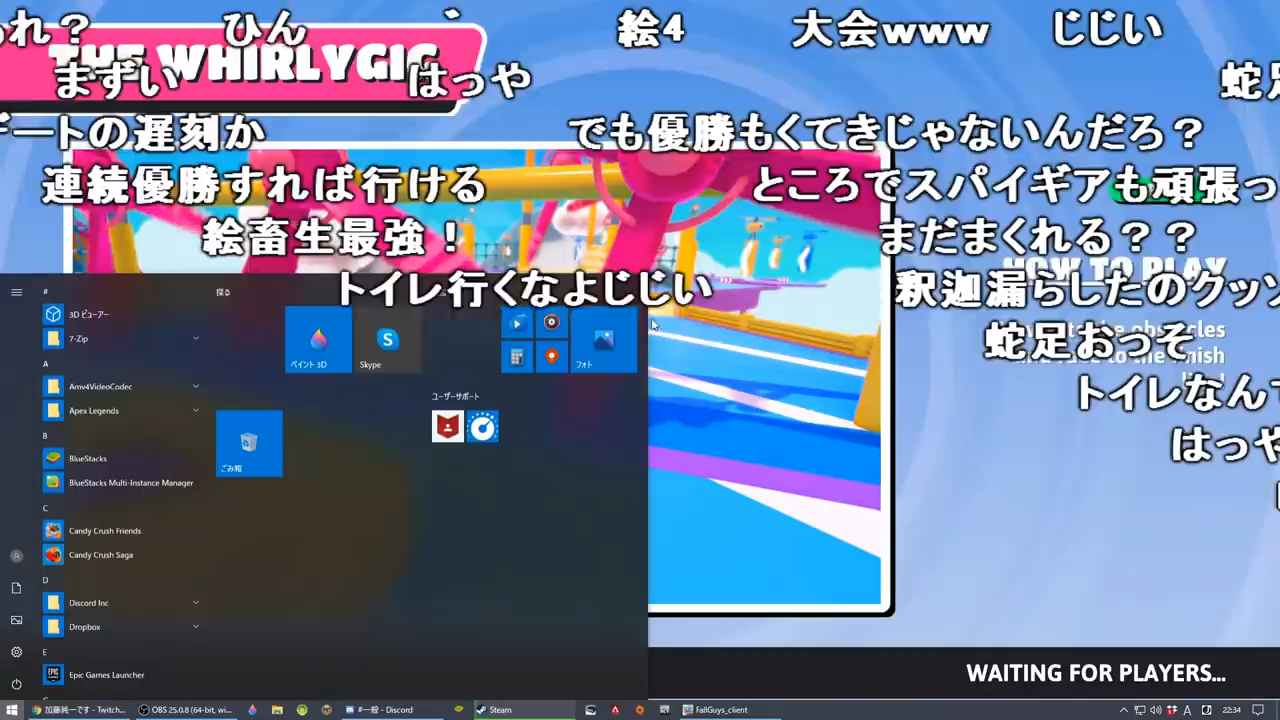 れ?
ひん
絵4
大会www
じじい
THE WHIRLYGIG
まずい
はっや
蛇足
デートの遅刻か
でも優勝もくてきじゃないんだろ?
連続優勝すれば行ける
ところでスパイギアも頑張っ
絵畜生最強!
まだまくれる??
HOW TO PLAY
トイレ行くなよじじい
釈迦漏らしたのクッソ
蛇足おっそ
obstacles
finish
トイレなん
はっや
#
探る
3D ビューアー
7-Zip
A
Amv4VideoCodec
Apex Legends
B
BlueStacks
BlueStacks Multi-Instance Manager
C
Candy Crush Friends
Candy Crush Saga
D
Discord Inc
Dropbox
E
Epic Games Launcher
ペイント 3D
Skype
フォト
ユーザーサポート
ごみ箱
WAITING FOR PLAYERS...
加藤純一です - Twitch...
OBS 25.0.8 (64-bit, wi...
#一般 - Discord
Steam
FallGuys_client
A
22:34